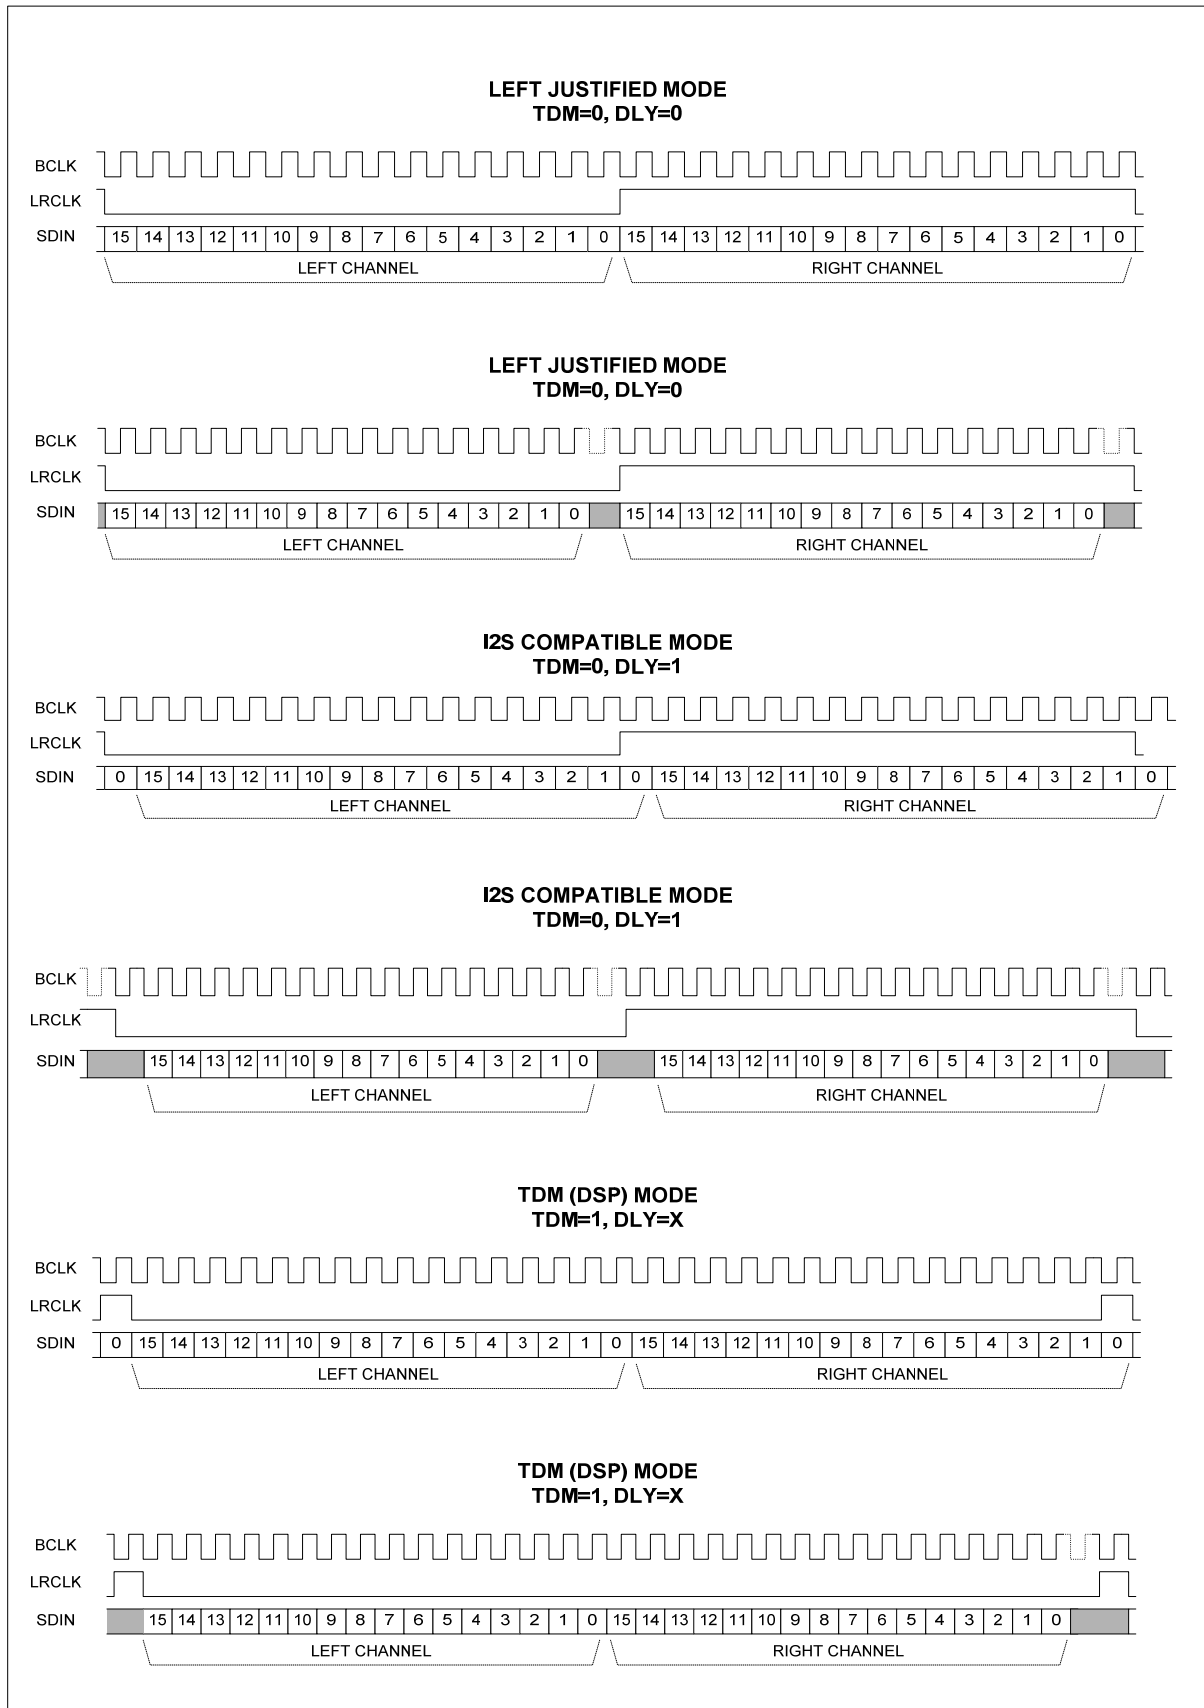 LEFT JUSTIFIED MODE
TDM=0, DLY=0
BCLK
LRCLK
SDIN 15 14 13 12 11 10 9 8 7 6 5 4 3 2 1 0 15 14 13 12 11 10 9 8 7 6 5 4 3 2 1 0
LEFT CHANNEL RIGHT CHANNEL
LEFT JUSTIFIED MODE
TDM=0, DLY=0
BCLK
LRCLK
SDIN 15 14 13 12 11 10 9 8 7 6 5 4 3 2 1 0 15 14 13 12 11 10 9 8 7 6 5 4 3 2 1 0
LEFT CHANNEL RIGHT CHANNEL
I2S COMPATIBLE MODE
TDM=0, DLY=1
BCLK
LRCLK
SDIN 0 15 14 13 12 11 10 9 8 7 6 5 4 3 2 1 0 15 14 13 12 11 10 9 8 7 6 5 4 3 2 1 0
LEFT CHANNEL RIGHT CHANNEL
I2S COMPATIBLE MODE
TDM=0, DLY=1
BCLK
LRCLK
SDIN 15 14 13 12 11 10 9 8 7 6 5 4 3 2 1 0 15 14 13 12 11 10 9 8 7 6 5 4 3 2 1 0
LEFT CHANNEL RIGHT CHANNEL
TDM (DSP) MODE
TDM=1, DLY=X
BCLK
LRCLK
SDIN 0 15 14 13 12 11 10 9 8 7 6 5 4 3 2 1 0 15 14 13 12 11 10 9 8 7 6 5 4 3 2 1 0
LEFT CHANNEL RIGHT CHANNEL
TDM (DSP) MODE
TDM=1, DLY=X
BCLK
LRCLK
SDIN 15 14 13 12 11 10 9 8 7 6 5 4 3 2 1 0 15 14 13 12 11 10 9 8 7 6 5 4 3 2 1 0
LEFT CHANNEL RIGHT CHANNEL